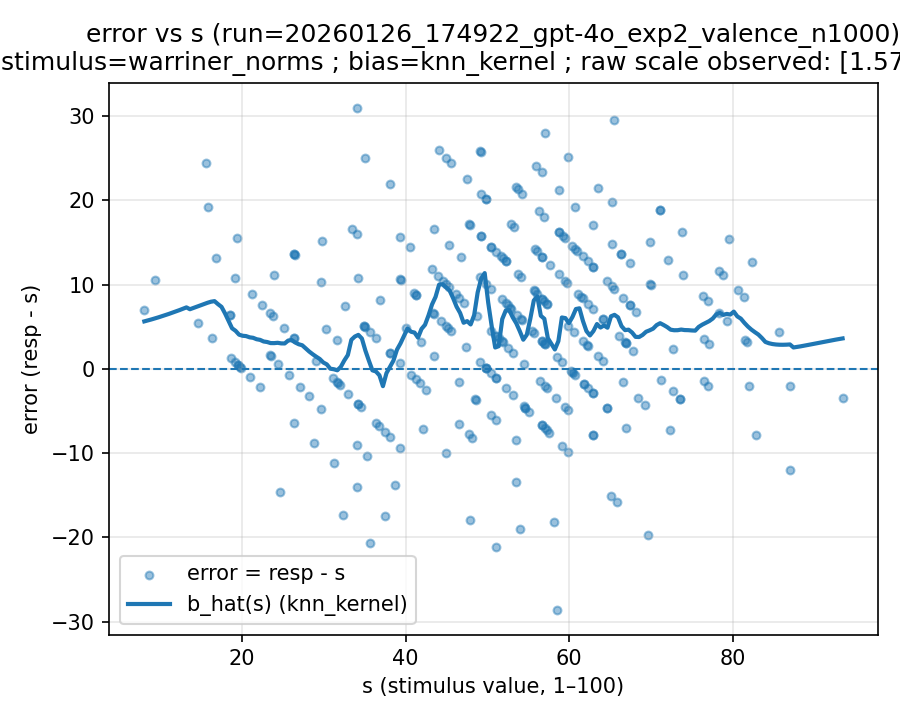 error vs s (run=20260126_174922_gpt-4o_exp2_valence_n1000)
stimulus=warriner_norms ; bias=knn_kernel ; raw scale observed: [1.57
30
20
10
0
−10
−20
−30
error (resp - s)
error = resp - s
b_hat(s) (knn_kernel)
20 40 60 80
s (stimulus value, 1–100)